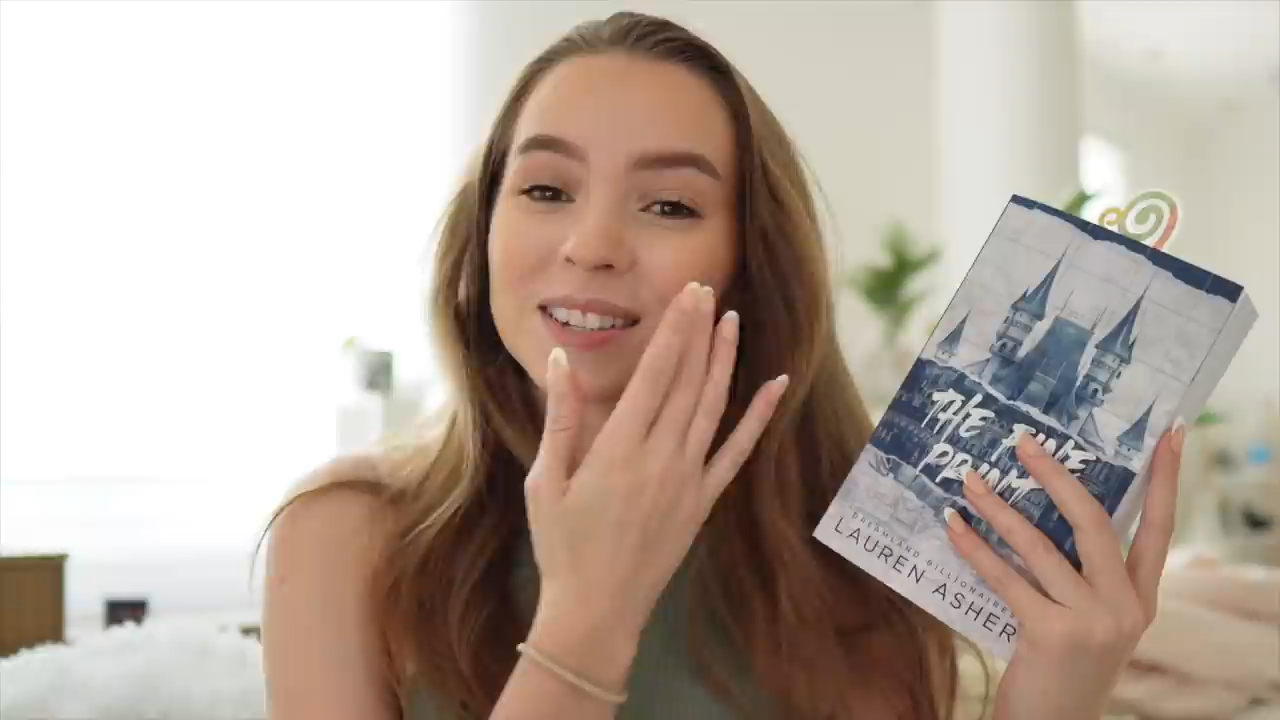 THE FINE
PRINT
DREAMLAND BILLIONAIRES
LAUREN ASHER